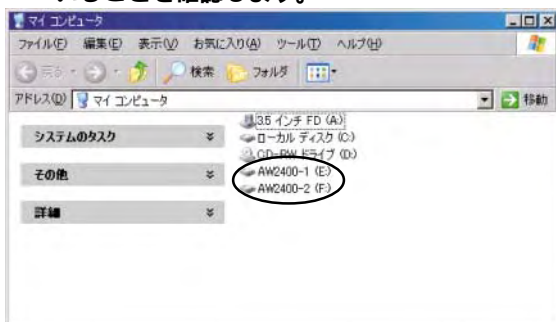 ことを確認します。
マイ コンピュータ
ファイル(F) 編集(E) 表示(V) お気に入り(A) ツール(T) ヘルプ(H)
戻る 検索 フォルダ
アドレス(D) マイ コンピュータ 移動
3.5 インチ FD (A:)
システムのタスク ローカル ディスク (C:)
CD-RW ドライブ (D:)
その他 AW2400-1 (E:)
AW2400-2 (F:)
詳細